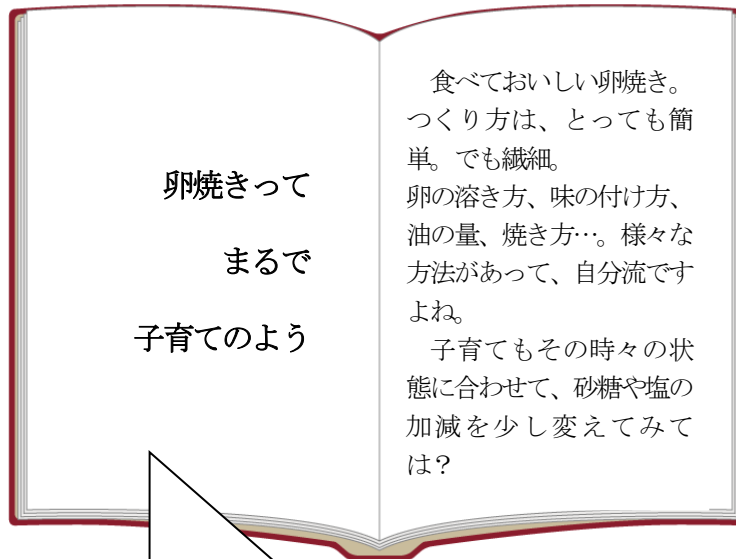 卵焼きって
まるで
子育てのよう
食べておいしい卵焼き。
つくり方は、とっても簡
単。でも繊細。
卵の溶き方、味の付け方、
油の量、焼き方…。様々な
方法があって、自分流です
よね。
子育てもその時々の状
態に合わせて、砂糖や塩の
加減を少し変えてみて
は？